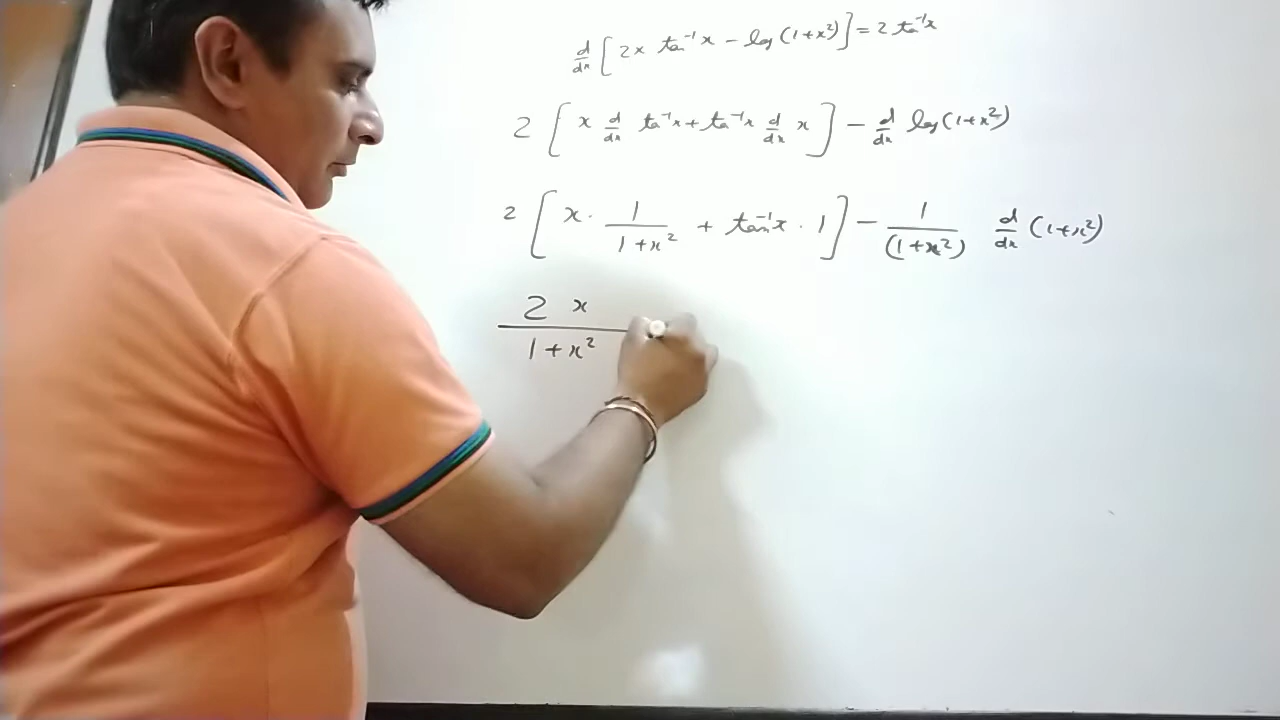 d/dx [2x tan⁻¹x − log(1+x²)] = 2 tan⁻¹x
2 [x d/dx tan⁻¹x + tan⁻¹x d/dx x] − d/dx log(1+x²)
2 [x · 1/(1+x²) + tan⁻¹x · 1] − 1/(1+x²) d/dx (1+x²)
2 x/(1+x²)